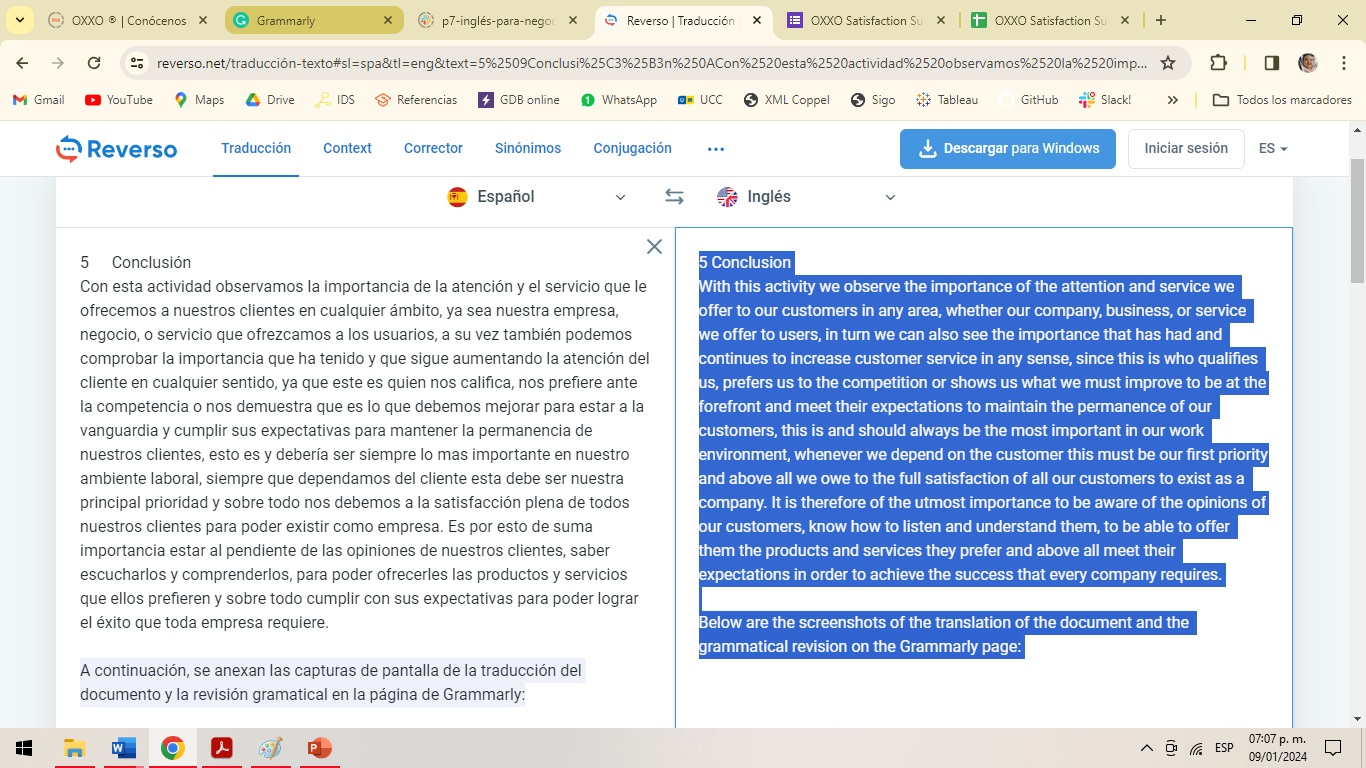 OXXO ® | Conócenos
Grammarly
p7-inglés-para-negoc
Reverso | Traducción
OXXO Satisfaction Su
OXXO Satisfaction Su
reverso.net/traducción-texto#sl=spa&tl=eng&text=5%2509Conclusi%25C3%25B3n%250ACon%2520esta%2520actividad%2520observamos%2520la%2520imp...
Gmail
YouTube
Maps
Drive
IDS
Referencias
GDB online
WhatsApp
UCC
XML Coppel
Sigo
Tableau
GitHub
Slack!
»
Todos los marcadores
Reverso
Traducción
Context
Corrector
Sinónimos
Conjugación
Descargar para Windows
Iniciar sesión
ES
Español
Inglés
5 Conclusión
Con esta actividad observamos la importancia de la atención y el servicio que le
ofrecemos a nuestros clientes en cualquier ámbito, ya sea nuestra empresa,
negocio, o servicio que ofrezcamos a los usuarios, a su vez también podemos
comprobar la importancia que ha tenido y que sigue aumentando la atención del
cliente en cualquier sentido, ya que este es quien nos califica, nos prefiere ante
la competencia o nos demuestra que es lo que debemos mejorar para estar a la
vanguardia y cumplir sus expectativas para mantener la permanencia de
nuestros clientes, esto es y debería ser siempre lo mas importante en nuestro
ambiente laboral, siempre que dependamos del cliente esta debe ser nuestra
principal prioridad y sobre todo nos debemos a la satisfacción plena de todos
nuestros clientes para poder existir como empresa. Es por esto de suma
importancia estar al pendiente de las opiniones de nuestros clientes, saber
escucharlos y comprenderlos, para poder ofrecerles las productos y servicios
que ellos prefieren y sobre todo cumplir con sus expectativas para poder lograr
el éxito que toda empresa requiere.
A continuación, se anexan las capturas de pantalla de la traducción del
documento y la revisión gramatical en la página de Grammarly:
5 Conclusion
With this activity we observe the importance of the attention and service we
offer to our customers in any area, whether our company, business, or service
we offer to users, in turn we can also see the importance that has had and
continues to increase customer service in any sense, since this is who qualifies
us, prefers us to the competition or shows us what we must improve to be at the
forefront and meet their expectations to maintain the permanence of our
customers, this is and should always be the most important in our work
environment, whenever we depend on the customer this must be our first priority
and above all we owe to the full satisfaction of all our customers to exist as a
company. It is therefore of the utmost importance to be aware of the opinions of
our customers, know how to listen and understand them, to be able to offer
them the products and services they prefer and above all meet their
expectations in order to achieve the success that every company requires.
Below are the screenshots of the translation of the document and the
grammatical revision on the Grammarly page:
ESP
07:07 p. m.
09/01/2024